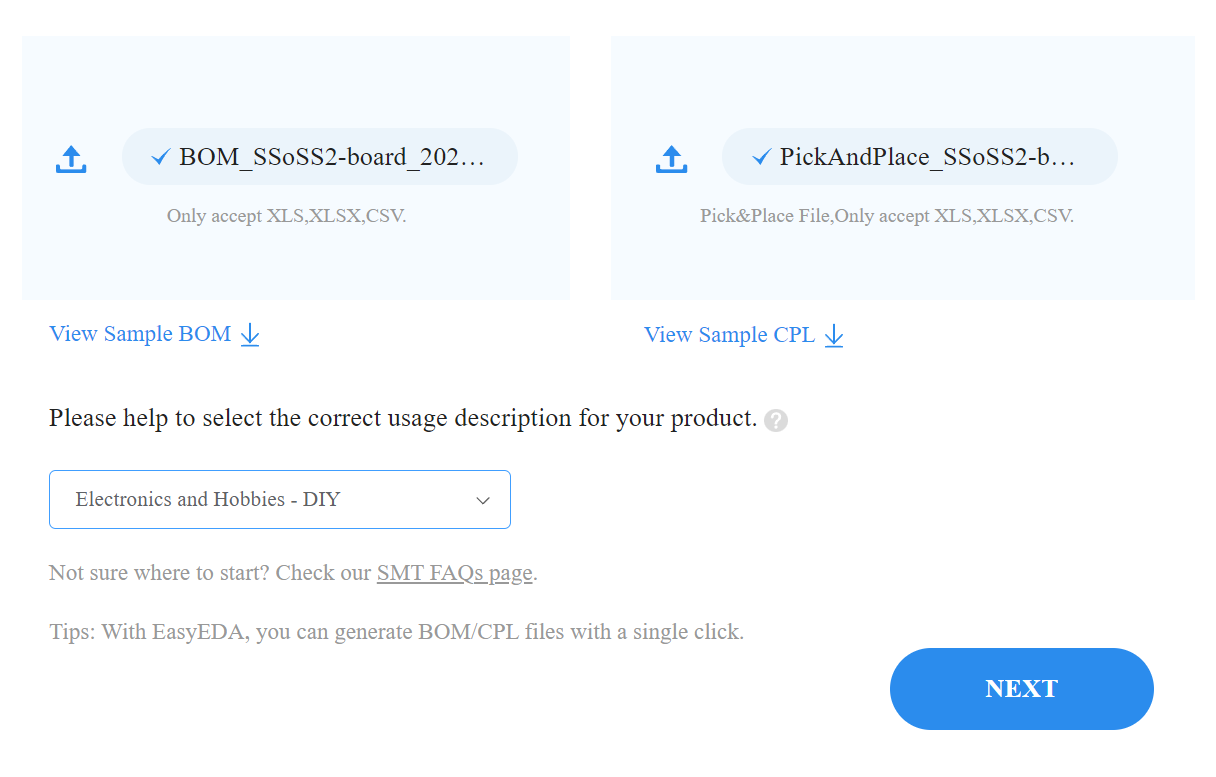 BOM_SSoSS2-board_202...
Only accept XLS,XLSX,CSV.
View Sample BOM
PickAndPlace_SSoSS2-b...
Pick&Place File,Only accept XLS,XLSX,CSV.
View Sample CPL
Please help to select the correct usage description for your product. ?
Electronics and Hobbies - DIY
Not sure where to start? Check our SMT FAQs page.
Tips: With EasyEDA, you can generate BOM/CPL files with a single click.
NEXT